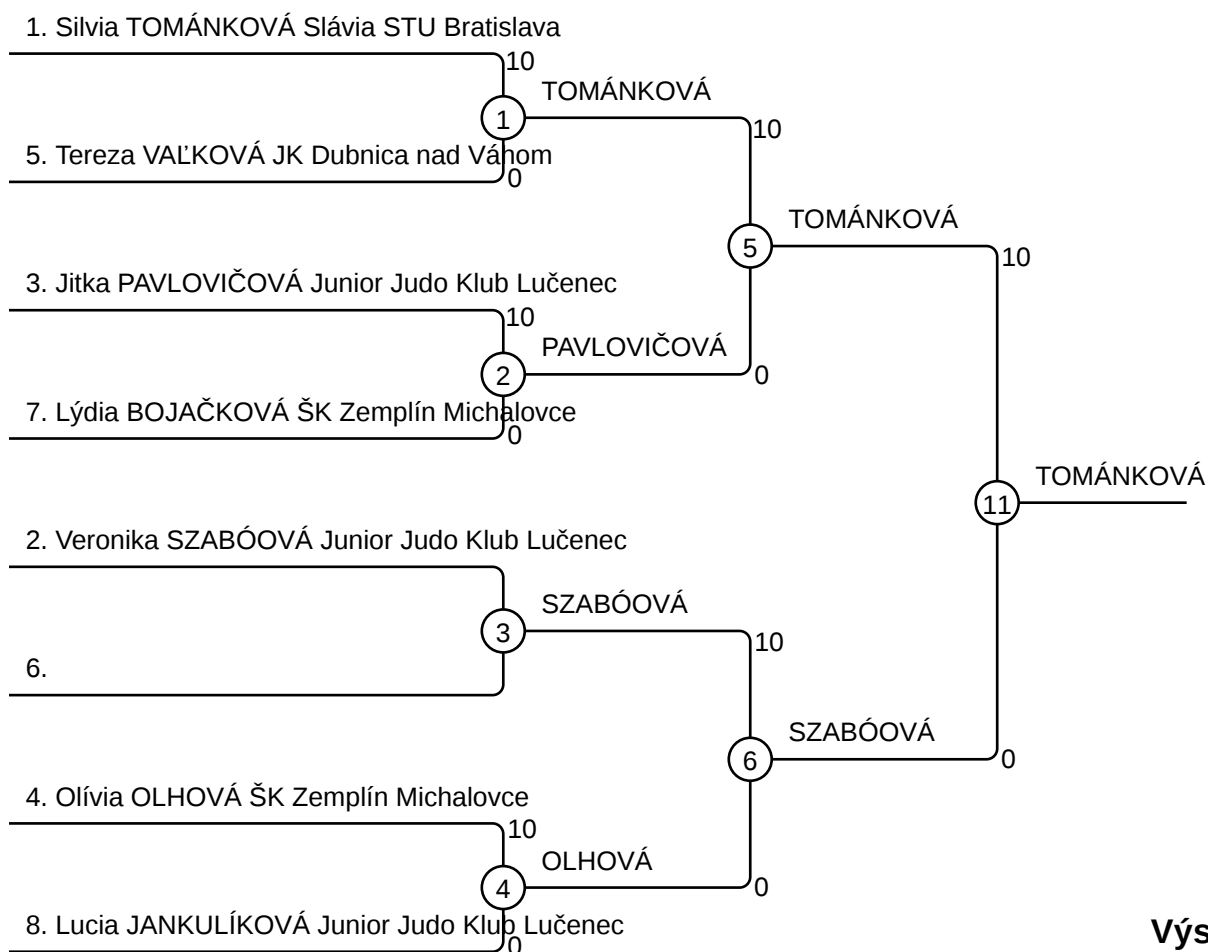 1. Silvia TOMÁNKOVÁ Slávia STU Bratislava
10
TOMÁNKOVÁ
1
10
5. Tereza VAĽKOVÁ JK Dubnica nad Váhom
0
TOMÁNKOVÁ
5
10
3. Jitka PAVLOVIČOVÁ Junior Judo Klub Lučenec
10
PAVLOVIČOVÁ
2
0
7. Lýdia BOJAČKOVÁ ŠK Zemplín Michalovce
0
TOMÁNKOVÁ
11
2. Veronika SZABÓOVÁ Junior Judo Klub Lučenec
SZABÓOVÁ
3
10
6.
SZABÓOVÁ
6
0
4. Olívia OLHOVÁ ŠK Zemplín Michalovce
10
OLHOVÁ
4
0
8. Lucia JANKULÍKOVÁ Junior Judo Klub Lučenec
0
Výs